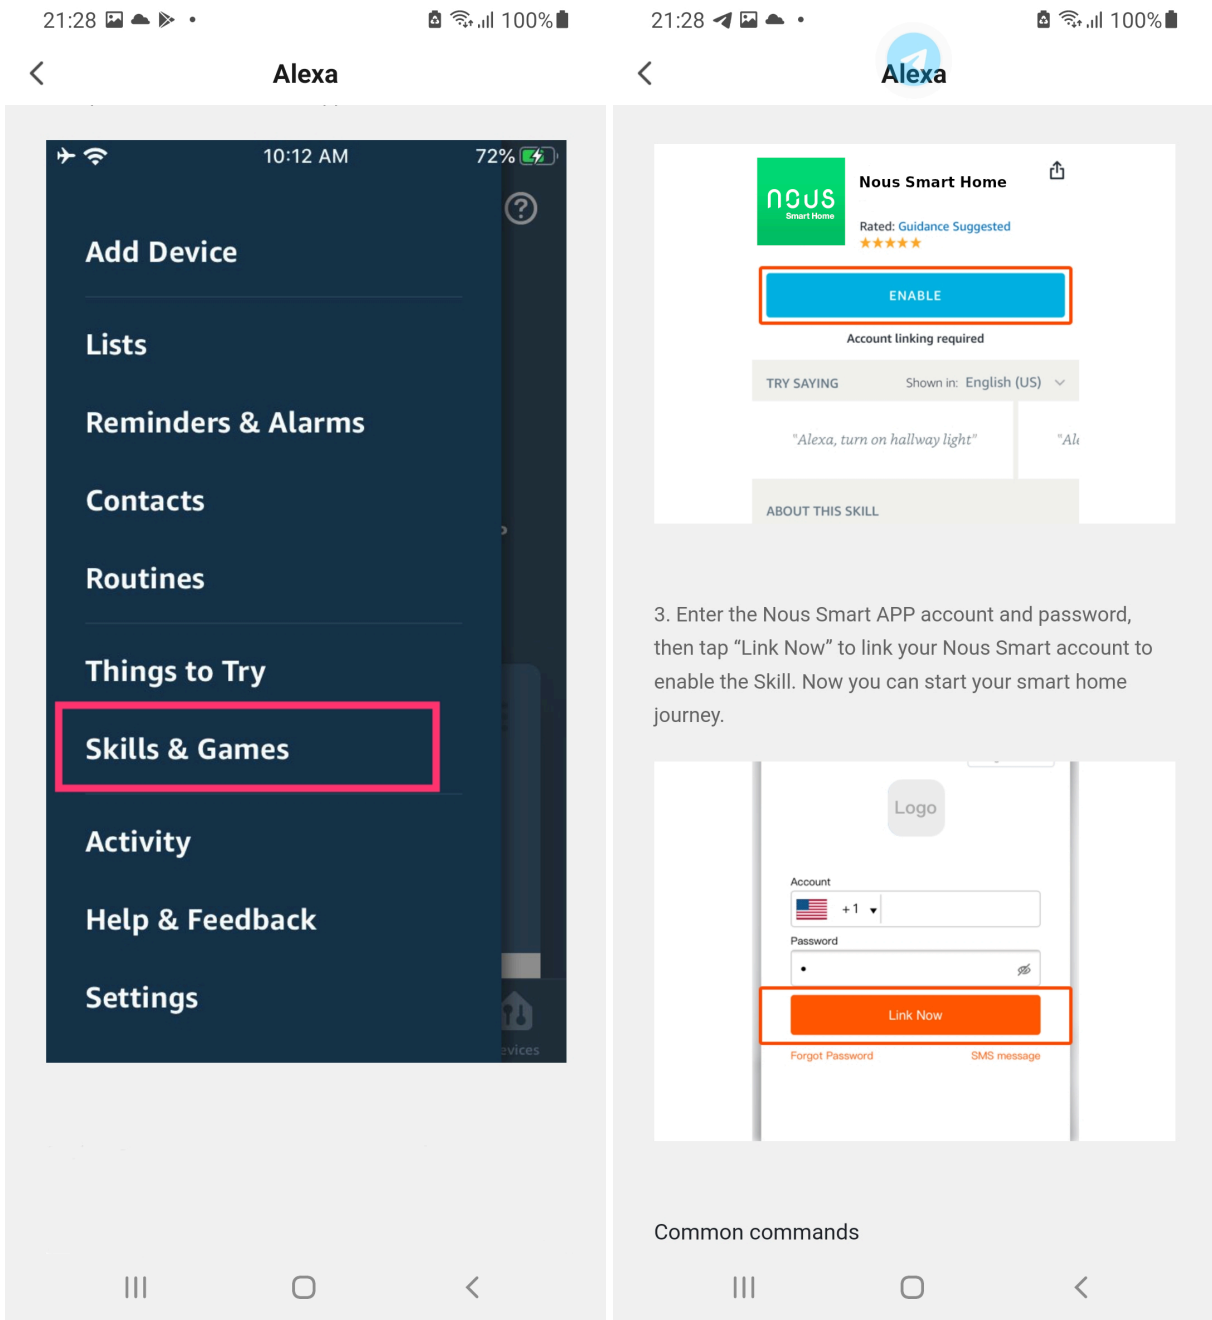 21:28
100%
Alexa
10:12 AM
72%
Add Device
Lists
Reminders & Alarms
Contacts
Routines
Things to Try
Skills & Games
Activity
Help & Feedback
Settings
evices
21:28
100%
Alexa
nous
Smart Home
Nous Smart Home
Rated: Guidance Suggested
ENABLE
Account linking required
TRY SAYING
Shown in: English (US)
"Alexa, turn on hallway light"
"Al
ABOUT THIS SKILL
3. Enter the Nous Smart APP account and password,
then tap “Link Now” to link your Nous Smart account to
enable the Skill. Now you can start your smart home
journey.
Logo
Account
+1
Password
Link Now
Forgot Password
SMS message
Common commands